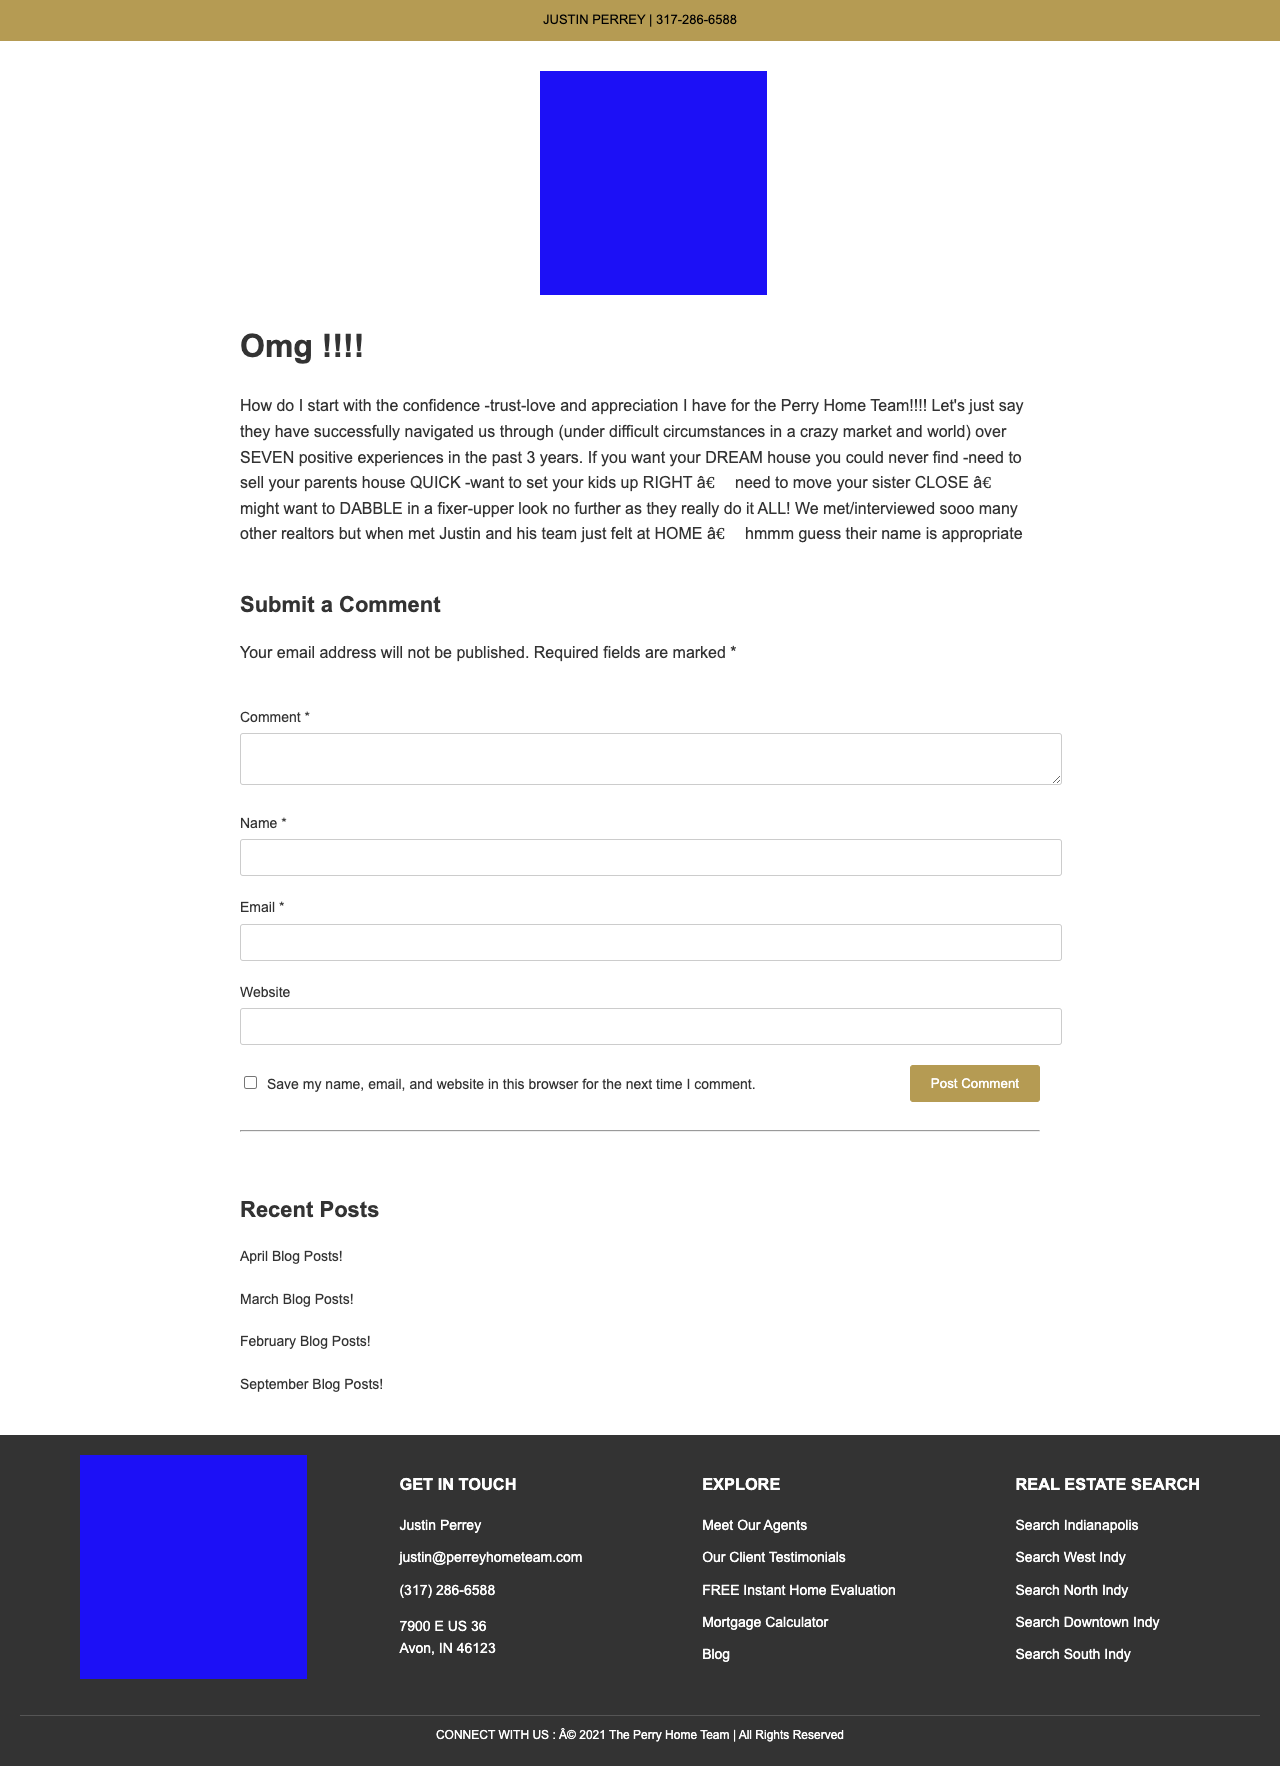 JUSTIN PERREY | 317-286-6588
Omg !!!!
How do I start with the confidence -trust-love and appreciation I have for the Perry Home Team!!!! Let's just say
they have successfully navigated us through (under difficult circumstances in a crazy market and world) over
SEVEN positive experiences in the past 3 years. If you want your DREAM house you could never find -need to
sell your parents house QUICK -want to set your kids up RIGHT â€ need to move your sister CLOSE â€
might want to DABBLE in a fixer-upper look no further as they really do it ALL! We met/interviewed sooo many
other realtors but when met Justin and his team just felt at HOME â€ hmmm guess their name is appropriate
Submit a Comment
Your email address will not be published. Required fields are marked *
Comment *
Name *
Email *
Website
Save my name, email, and website in this browser for the next time I comment.
Post Comment
Recent Posts
April Blog Posts!
March Blog Posts!
February Blog Posts!
September Blog Posts!
GET IN TOUCH
Justin Perrey
justin@perreyhometeam.com
(317) 286-6588
7900 E US 36
Avon, IN 46123
EXPLORE
Meet Our Agents
Our Client Testimonials
FREE Instant Home Evaluation
Mortgage Calculator
Blog
REAL ESTATE SEARCH
Search Indianapolis
Search West Indy
Search North Indy
Search Downtown Indy
Search South Indy
CONNECT WITH US : Â© 2021 The Perry Home Team | All Rights Reserved